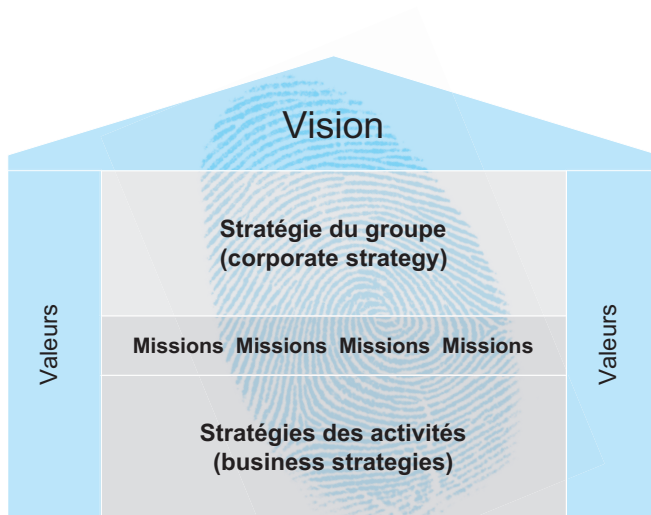 Vision
Stratégie du groupe
(corporate strategy)
Valeurs
Valeurs
Missions Missions Missions Missions
Stratégies des activités
(business strategies)